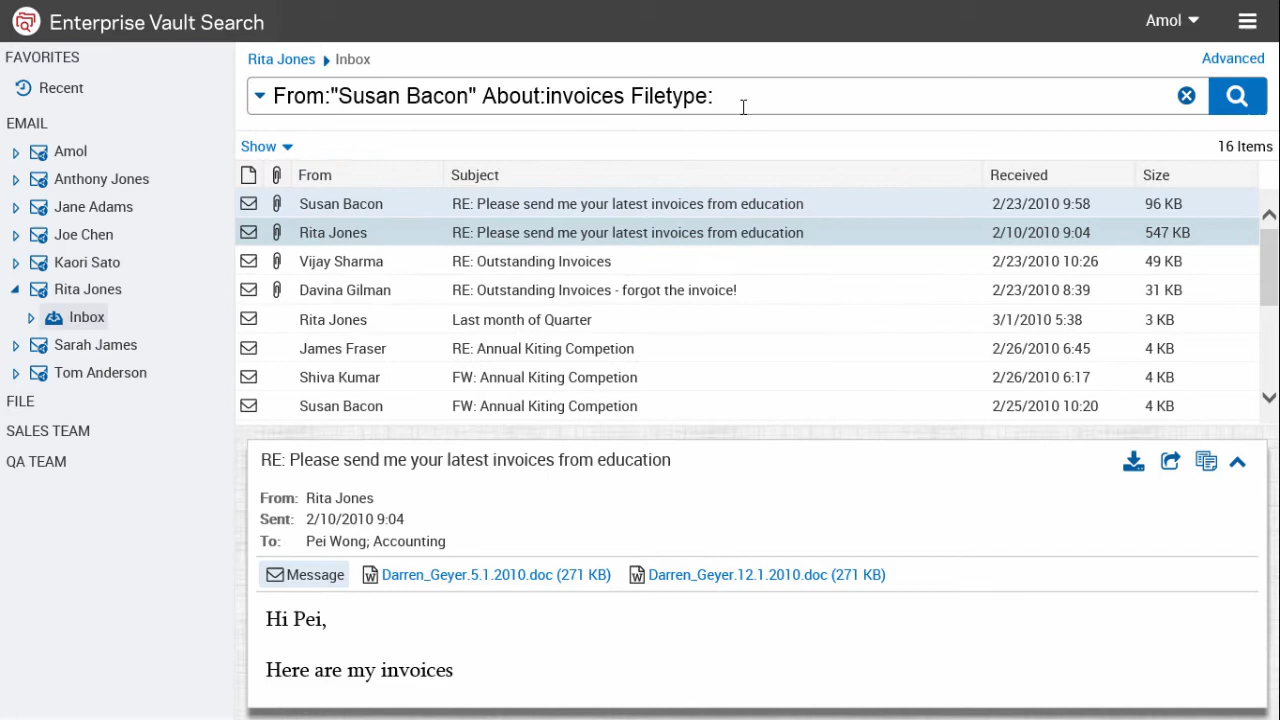 Enterprise Vault Search
Amol
FAVORITES
Recent
EMAIL
Amol
Anthony Jones
Jane Adams
Joe Chen
Kaori Sato
Rita Jones
Inbox
Sarah James
Tom Anderson
FILE
SALES TEAM
QA TEAM
Rita Jones Inbox
Advanced
From:"Susan Bacon" About:invoices Filetype:
Show
16 Items
From Subject Received Size
Susan Bacon RE: Please send me your latest invoices from education 2/23/2010 9:58 96 KB
Rita Jones RE: Please send me your latest invoices from education 2/10/2010 9:04 547 KB
Vijay Sharma RE: Outstanding Invoices 2/23/2010 10:26 49 KB
Davina Gilman RE: Outstanding Invoices - forgot the invoice! 2/23/2010 8:39 31 KB
Rita Jones Last month of Quarter 3/1/2010 5:38 3 KB
James Fraser RE: Annual Kiting Competion 2/26/2010 6:45 4 KB
Shiva Kumar FW: Annual Kiting Competion 2/26/2010 6:17 4 KB
Susan Bacon FW: Annual Kiting Competion 2/25/2010 10:20 4 KB
RE: Please send me your latest invoices from education
From: Rita Jones
Sent: 2/10/2010 9:04
To: Pei Wong; Accounting
Message Darren_Geyer.5.1.2010.doc (271 KB) Darren_Geyer.12.1.2010.doc (271 KB)
Hi Pei,
Here are my invoices